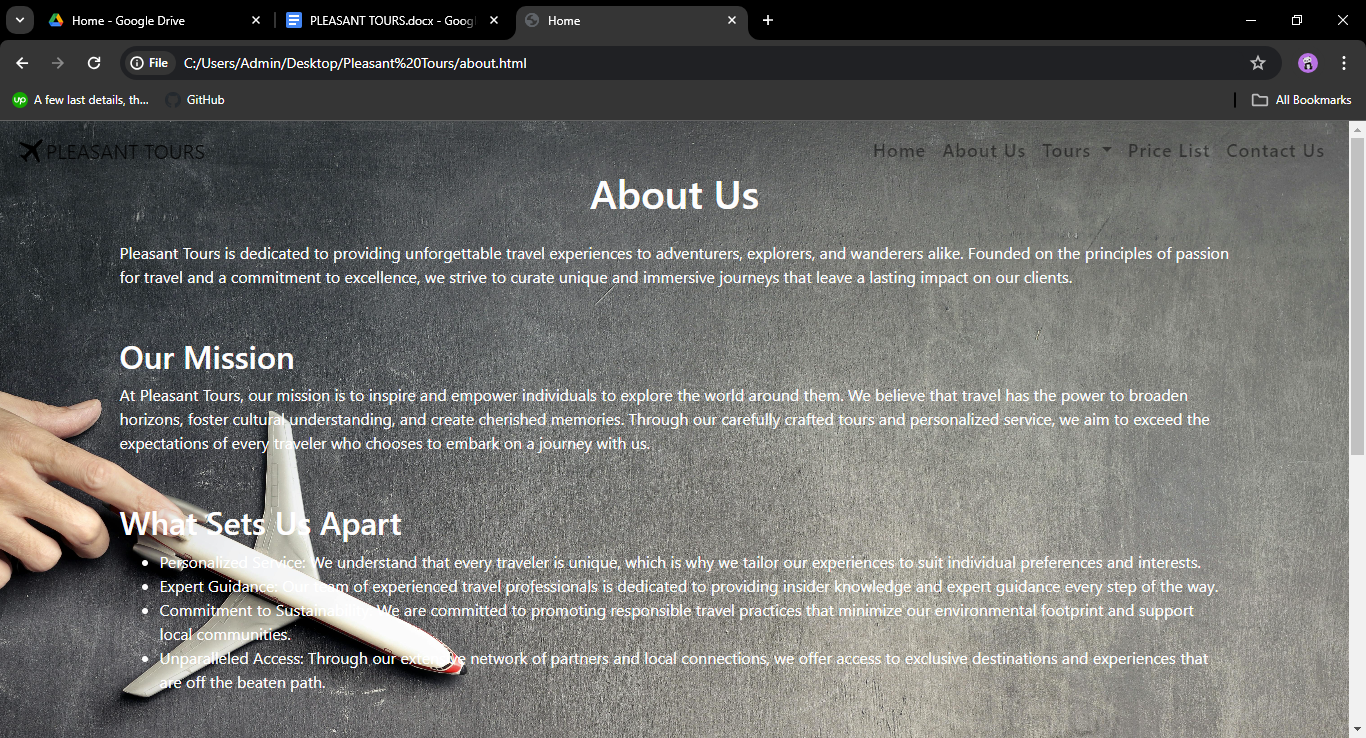 Home - Google Drive
PLEASANT TOURS.docx - Goog
Home
File
C:/Users/Admin/Desktop/Pleasant%20Tours/about.html
up
A few last details, th...
GitHub
All Bookmarks
PLEASANT TOURS
Home
About Us
Tours
Price List
Contact Us
About Us
Pleasant Tours is dedicated to providing unforgettable travel experiences to adventurers, explorers, and wanderers alike. Founded on the principles of passion
for travel and a commitment to excellence, we strive to curate unique and immersive journeys that leave a lasting impact on our clients.
Our Mission
At Pleasant Tours, our mission is to inspire and empower individuals to explore the world around them. We believe that travel has the power to broaden
horizons, foster cultural understanding, and create cherished memories. Through our carefully crafted tours and personalized service, we aim to exceed the
expectations of every traveler who chooses to embark on a journey with us.
What Sets Us Apart
• Personalized Service: We understand that every traveler is unique, which is why we tailor our experiences to suit individual preferences and interests.
• Expert Guidance: Our team of experienced travel professionals is dedicated to providing insider knowledge and expert guidance every step of the way.
• Commitment to Sustainability: We are committed to promoting responsible travel practices that minimize our environmental footprint and support
local communities.
• Unparalleled Access: Through our extensive network of partners and local connections, we offer access to exclusive destinations and experiences that
are off the beaten path.